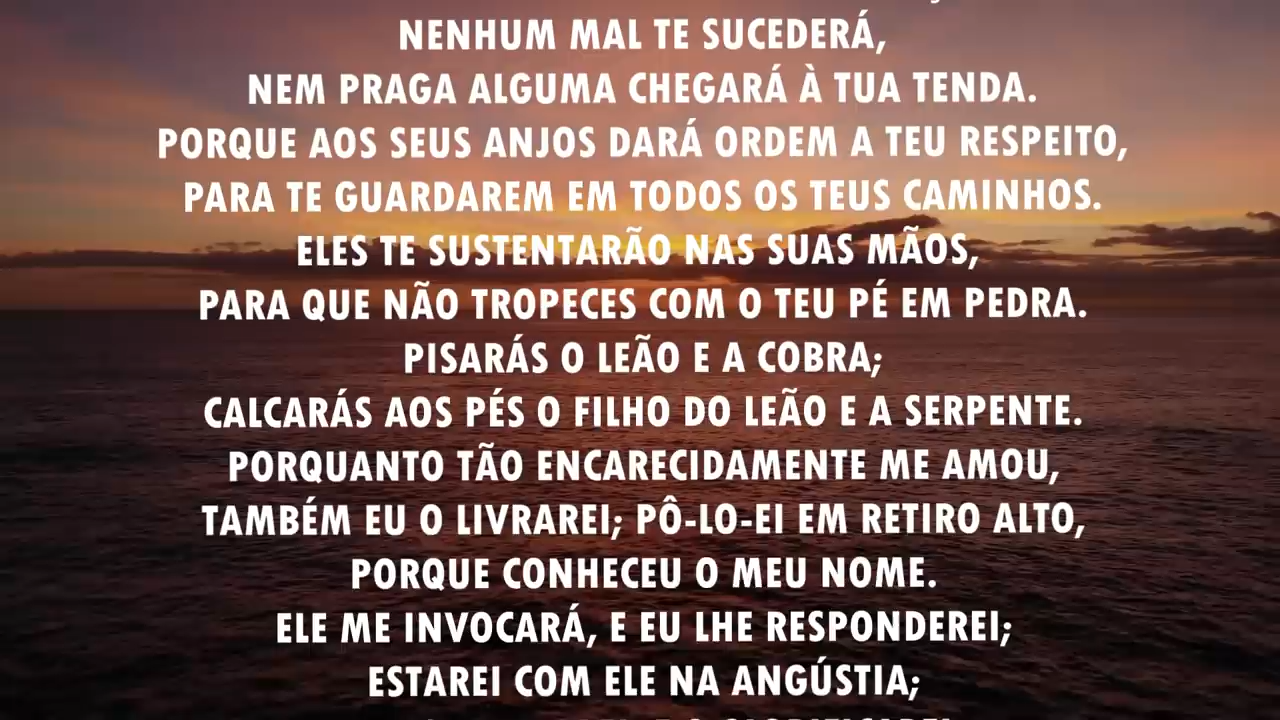 NENHUM MAL TE SUCEDERÁ,
NEM PRAGA ALGUMA CHEGARÁ À TUA TENDA.
PORQUE AOS SEUS ANJOS DARÁ ORDEM A TEU RESPEITO,
PARA TE GUARDAREM EM TODOS OS TEUS CAMINHOS.
ELES TE SUSTENTARÃO NAS SUAS MÃOS,
PARA QUE NÃO TROPECES COM O TEU PÉ EM PEDRA.
PISARÁS O LEÃO E A COBRA;
CALCARÁS AOS PÉS O FILHO DO LEÃO E A SERPENTE.
PORQUANTO TÃO ENCARECIDAMENTE ME AMOU,
TAMBÉM EU O LIVRAREI; PÔ-LO-EI EM RETIRO ALTO,
PORQUE CONHECEU O MEU NOME.
ELE ME INVOCARÁ, E EU LHE RESPONDEREI;
ESTAREI COM ELE NA ANGÚSTIA;